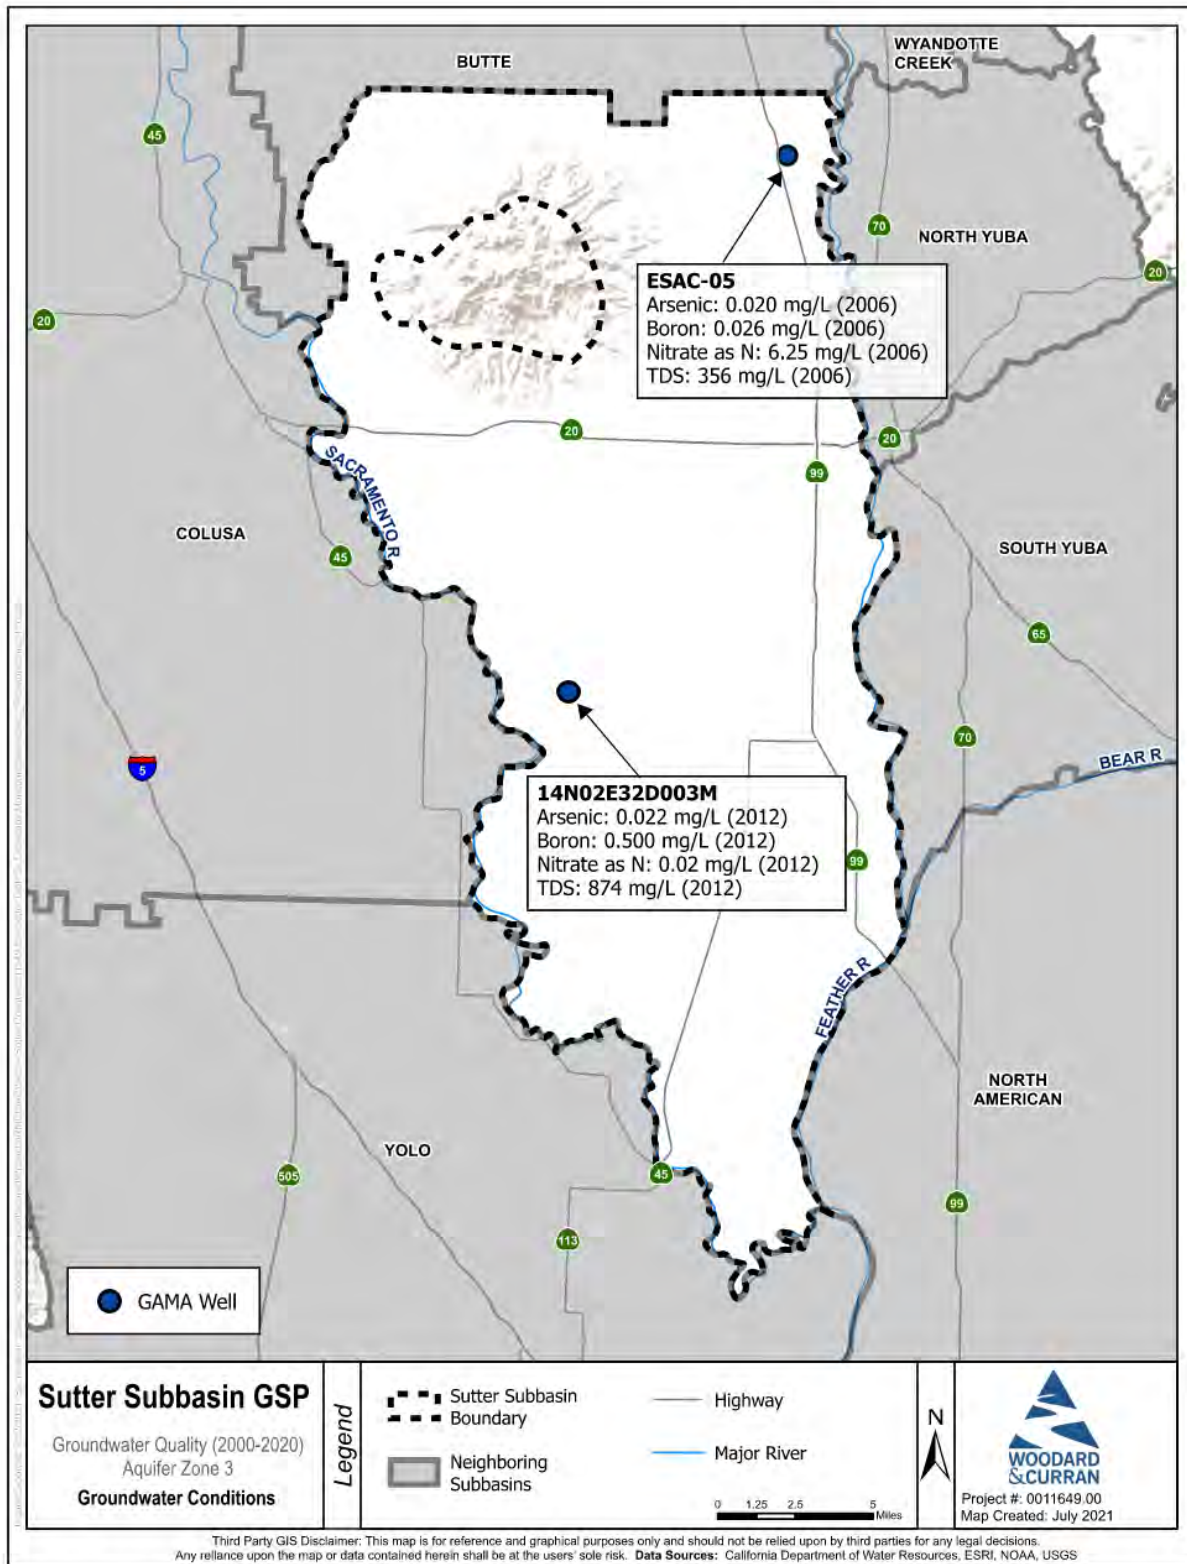 BUTTE
WYANDOTTE
CREEK
45
70
NORTH YUBA
20
20
ESAC-05
Arsenic: 0.020 mg/L (2006)
Boron: 0.026 mg/L (2006)
Nitrate as N: 6.25 mg/L (2006)
TDS: 356 mg/L (2006)
20
20
99
SACRAMENTO R
COLUSA
45
SOUTH YUBA
65
70
BEAR R
5
14N02E32D003M
Arsenic: 0.022 mg/L (2012)
Boron: 0.500 mg/L (2012)
Nitrate as N: 0.02 mg/L (2012)
TDS: 874 mg/L (2012)
99
FEATHER R
NORTH
AMERICAN
YOLO
505
45
99
113
GAMA Well
Sutter Subbasin GSP
Groundwater Quality (2000-2020)
Aquifer Zone 3
Groundwater Conditions
Legend
Sutter Subbasin
Boundary
Neighboring
Subbasins
Highway
Major River
0 1.25 2.5 5
Miles
N
WOODARD
&CURRAN
Project #: 0011649.00
Map Created: July 2021
Third Party GIS Disclaimer: This map is for reference and graphical purposes only and should not be relied upon by third parties for any legal decisions.
Any reliance upon the map or data contained herein shall be at the users' sole risk. Data Sources: California Department of Water Resources, ESRI, NOAA, USGS